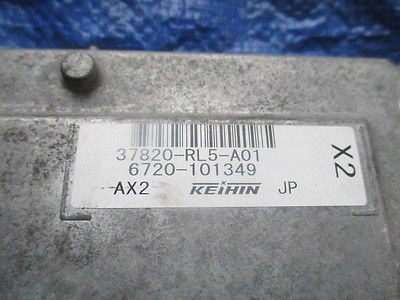 37820-RL5-A01
6720-101349
AX2 KEIHIN JP
X2